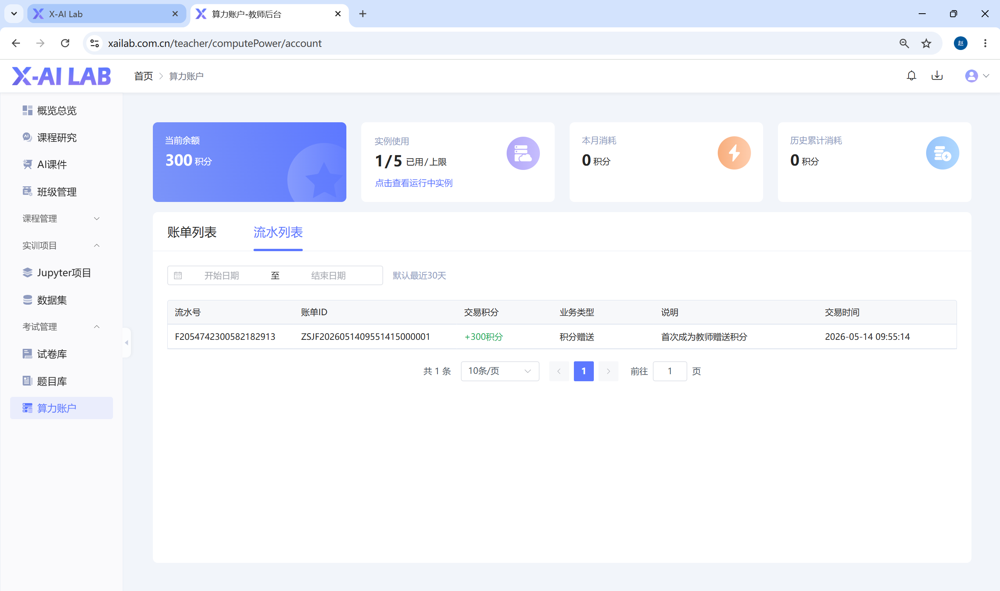 X-AI Lab
算力账户-教师后台
xailab.com.cn/teacher/computePower/account
赵
X-AI LAB
首页
算力账户
概览总览
课程研究
AI课件
班级管理
课程管理
实训项目
Jupyter项目
数据集
考试管理
试卷库
题目库
算力账户
当前余额
300 积分
实例使用
1/5 已用/上限
点击查看运行中实例
本月消耗
0 积分
历史累计消耗
0 积分
账单列表 流水列表
开始日期 至 结束日期 默认最近30天
流水号 账单ID 交易积分 业务类型 说明 交易时间
F2054742300582182913 ZSJF2026051409551415000001 +300积分 积分赠送 首次成为教师赠送积分 2026-05-14 09:55:14
共 1 条 10条/页 1 前往 1 页